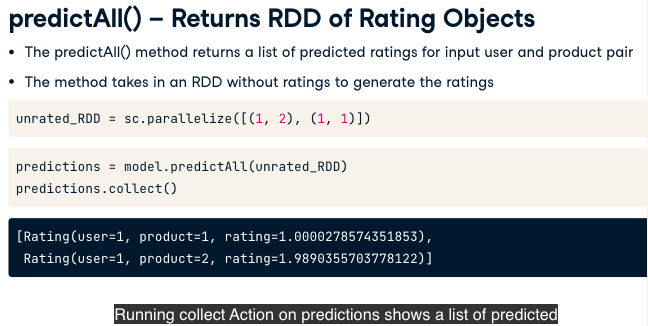 predictAll() – Returns RDD of Rating Objects
• The predictAll() method returns a list of predicted ratings for input user and product pair
• The method takes in an RDD without ratings to generate the ratings
unrated_RDD = sc.parallelize([(1, 2), (1, 1)])
predictions = model.predictAll(unrated_RDD)
predictions.collect()
[Rating(user=1, product=1, rating=1.0000278574351853),
 Rating(user=1, product=2, rating=1.9890355703778122)]
Running collect Action on predictions shows a list of predicted